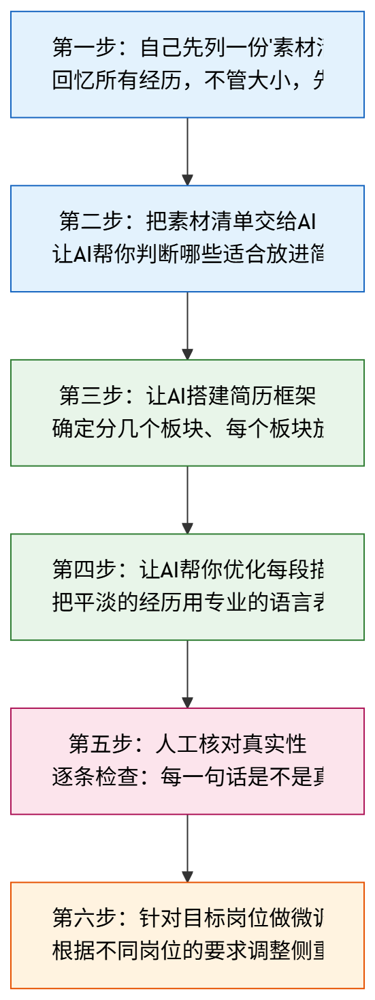 第一步：自己先列一份'素材
回忆所有经历，不管大小，
第二步：把素材清单交给AI
让AI帮你判断哪些适合放进
第三步：让AI搭建简历框架
确定分几个板块、每个板块
第四步：让AI帮你优化每段
把平淡的经历用专业的语言
第五步：人工核对真实性
逐条检查：每一句话是不是
第六步：针对目标岗位做微
根据不同岗位的要求调整侧